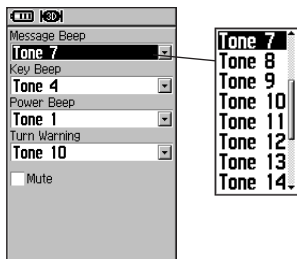 3D
Message Beep
Tone 7
Key Beep
Tone 4
Power Beep
Tone 1
Turn Warning
Tone 10
Mute
Tone 7
Tone 8
Tone 9
Tone 10
Tone 11
Tone 12
Tone 13
Tone 14